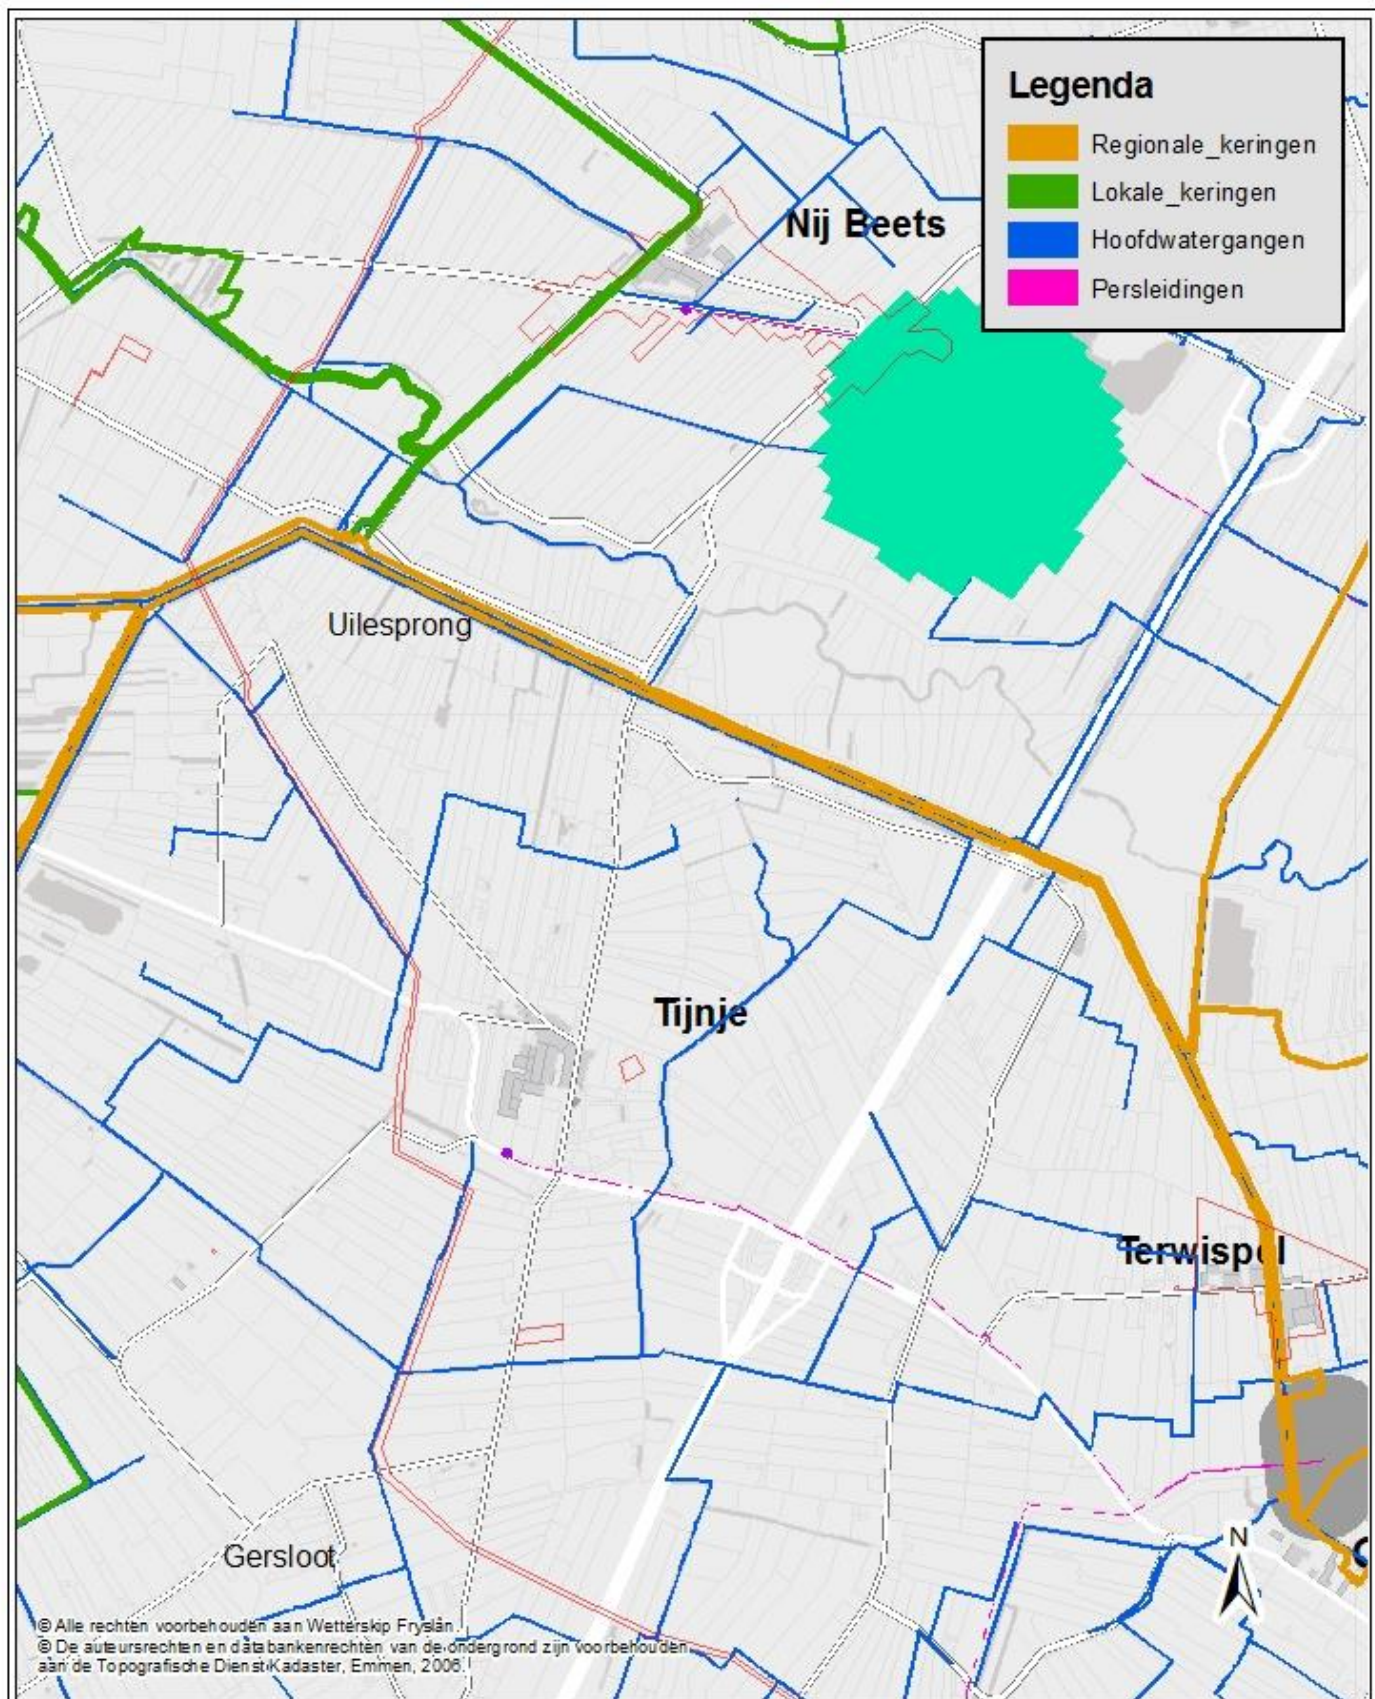 Legenda
Regionale_keringen
Lokale_keringen
Hoofdwatergangen
Persleidingen
Nij Beets
Uilesprong
Tijnje
Terwispel
N
Gersloot
© Alle rechten voorbehouden aan Wetterskip Fryslân.
© De auteursrechten en databankenrechten van de ondergrond zijn voorbehouden
aan de Topografische Dienst Kadaster, Emmen, 2006.